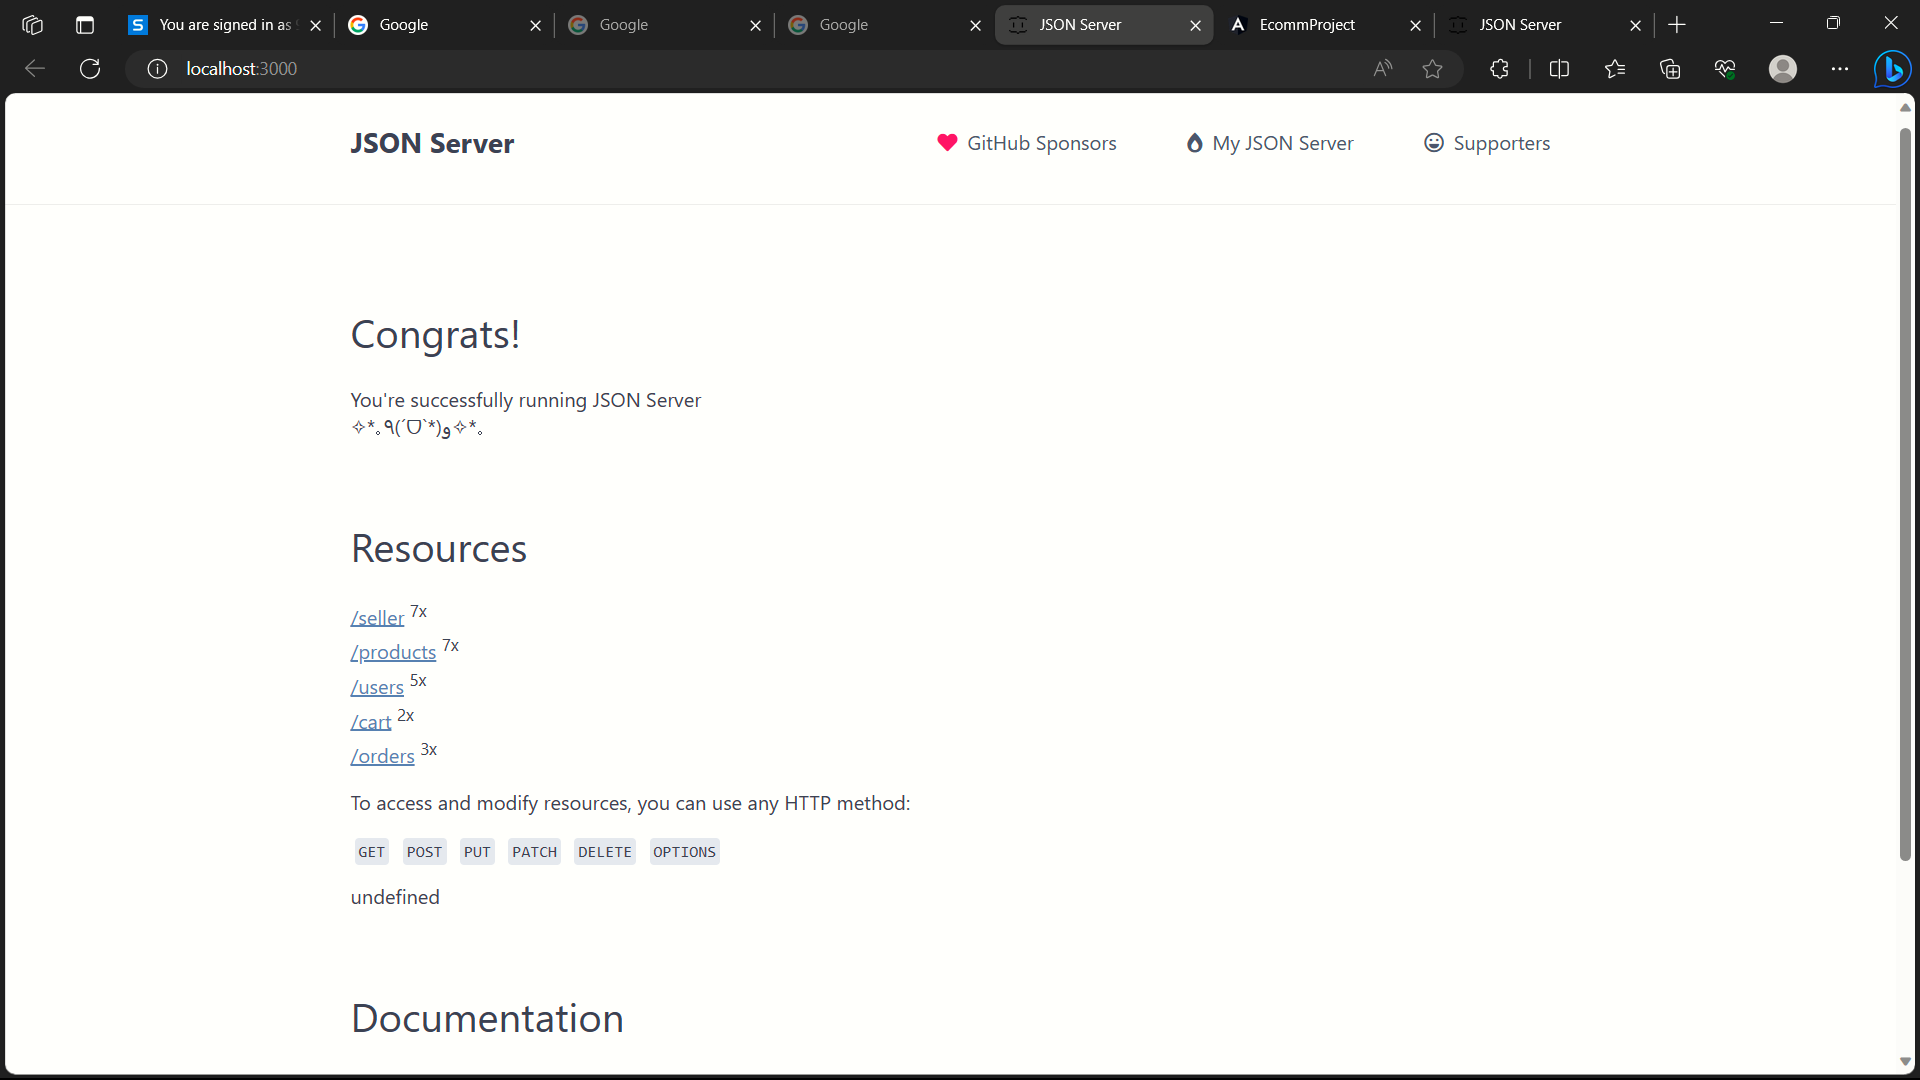 You are signed in as
Google
Google
Google
JSON Server
EcommProject
JSON Server
localhost:3000
JSON Server
GitHub Sponsors
My JSON Server
Supporters
Congrats!
You're successfully running JSON Server
✧*｡٩(ˊᗜˋ*)و✧*｡
Resources
/seller 7x
/products 7x
/users 5x
/cart 2x
/orders 3x
To access and modify resources, you can use any HTTP method:
GET POST PUT PATCH DELETE OPTIONS
undefined
Documentation